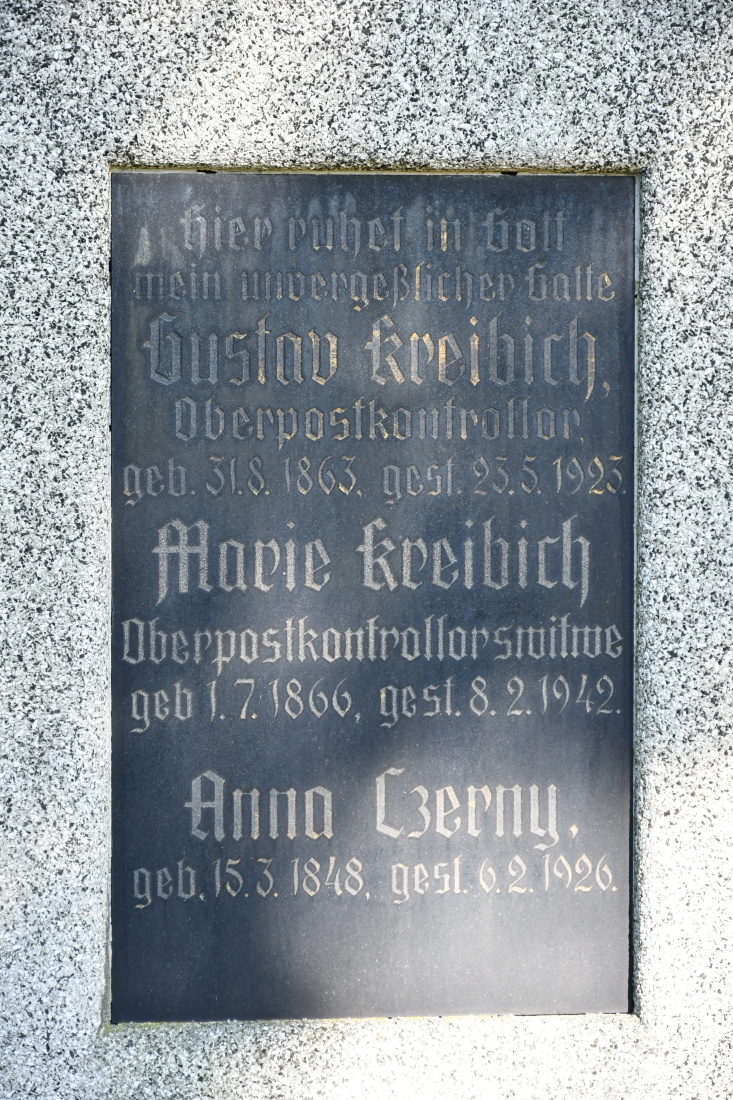 Hier ruhet in Gott
mein unvergeßlicher Gatte
Gustav Kreibich,
Oberpostkontrollor,
geb. 31.8. 1863, gest. 23.5. 1923.
Marie Kreibich
Oberpostkontrollorswitwe
geb 1.7. 1866, gest. 8.2. 1942.
Anna Czerny,
geb. 15.3. 1848, gest. 6.2. 1926.